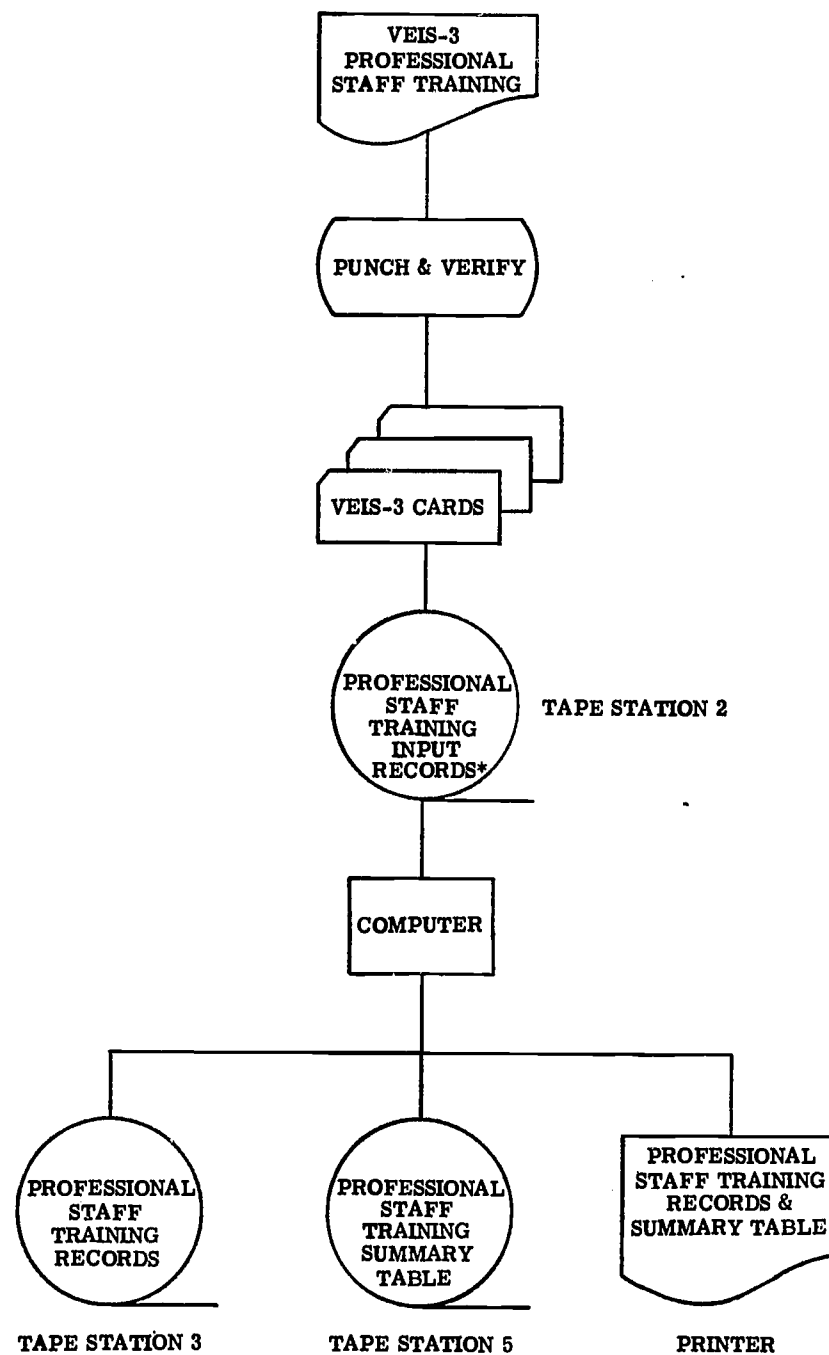 VEIS-3
PROFESSIONAL
STAFF TRAINING
PUNCH & VERIFY
VEIS-3 CARDS
PROFESSIONAL
STAFF
TRAINING
INPUT
RECORDS*
TAPE STATION 2
COMPUTER
PROFESSIONAL
STAFF
TRAINING
RECORDS
TAPE STATION 3
PROFESSIONAL
STAFF
TRAINING
SUMMARY
TABLE
TAPE STATION 5
PROFESSIONAL
STAFF TRAINING
RECORDS &
SUMMARY TABLE
PRINTER